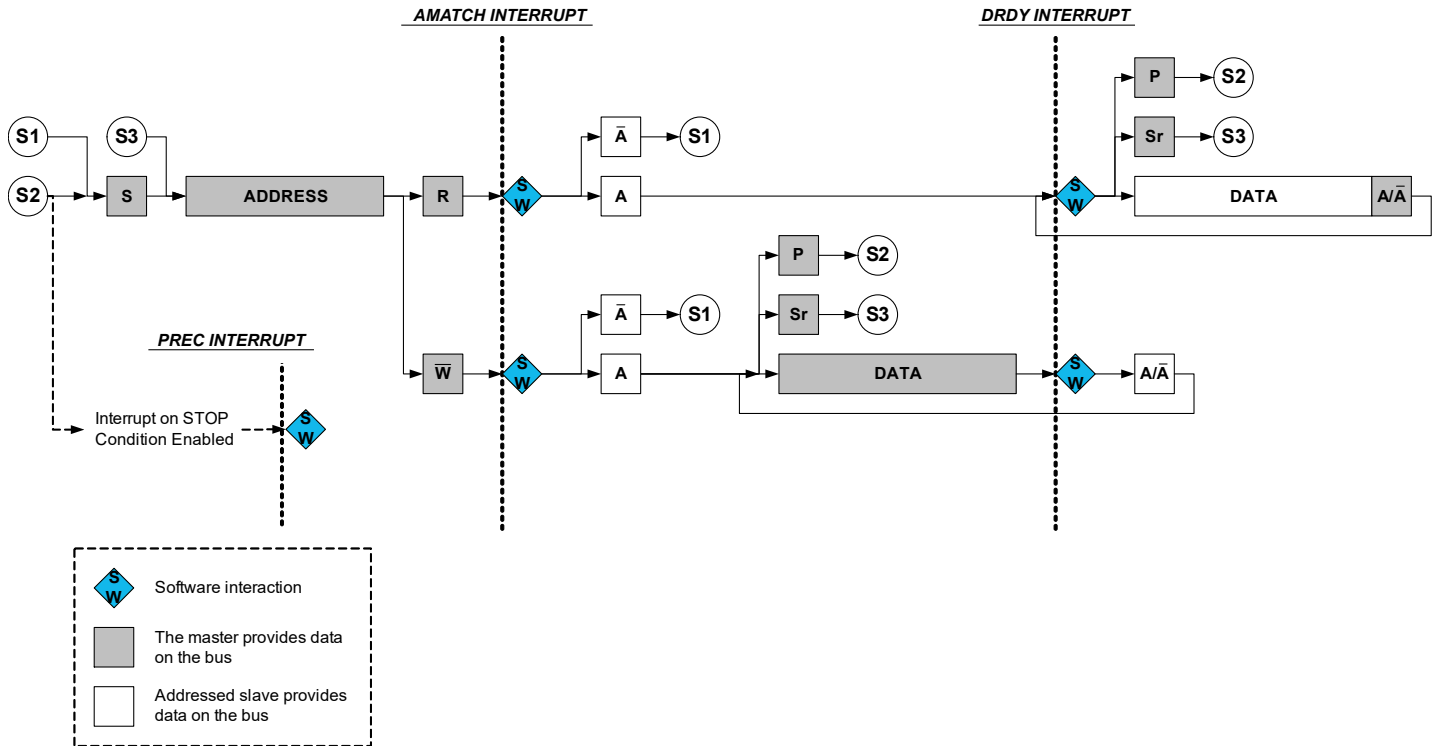 AMATCH INTERRUPT
DRDY INTERRUPT
P
S2
S1
S3
A̅
S1
Sr
S3
S2
S
ADDRESS
R
S
W
A
S
W
DATA
A/A̅
P
S2
A̅
S1
Sr
S3
PREC INTERRUPT
W̅
S
W
A
DATA
S
W
A/A̅
Interrupt on STOP
Condition Enabled
S
W
S
W
Software interaction
The master provides data
on the bus
Addressed slave provides
data on the bus